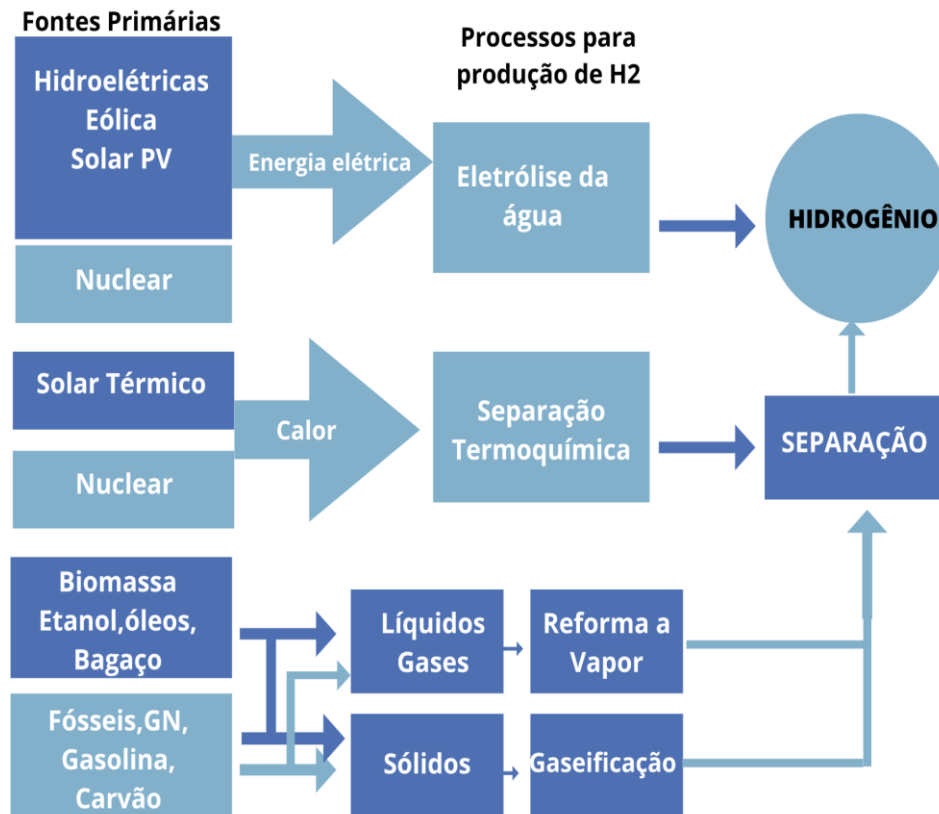 Fontes Primárias
Processos para
produção de H2
Hidroelétricas
Eólica
Solar PV
Energia elétrica
Eletrólise da
água
HIDROGÊNIO
Nuclear
Solar Térmico
Calor
Separação
Termoquímica
SEPARAÇÃO
Nuclear
Biomassa
Etanol,óleos,
Bagaço
Líquidos
Gases
Reforma a
Vapor
Fósseis,GN,
Gasolina,
Carvão
Sólidos
Gaseificação